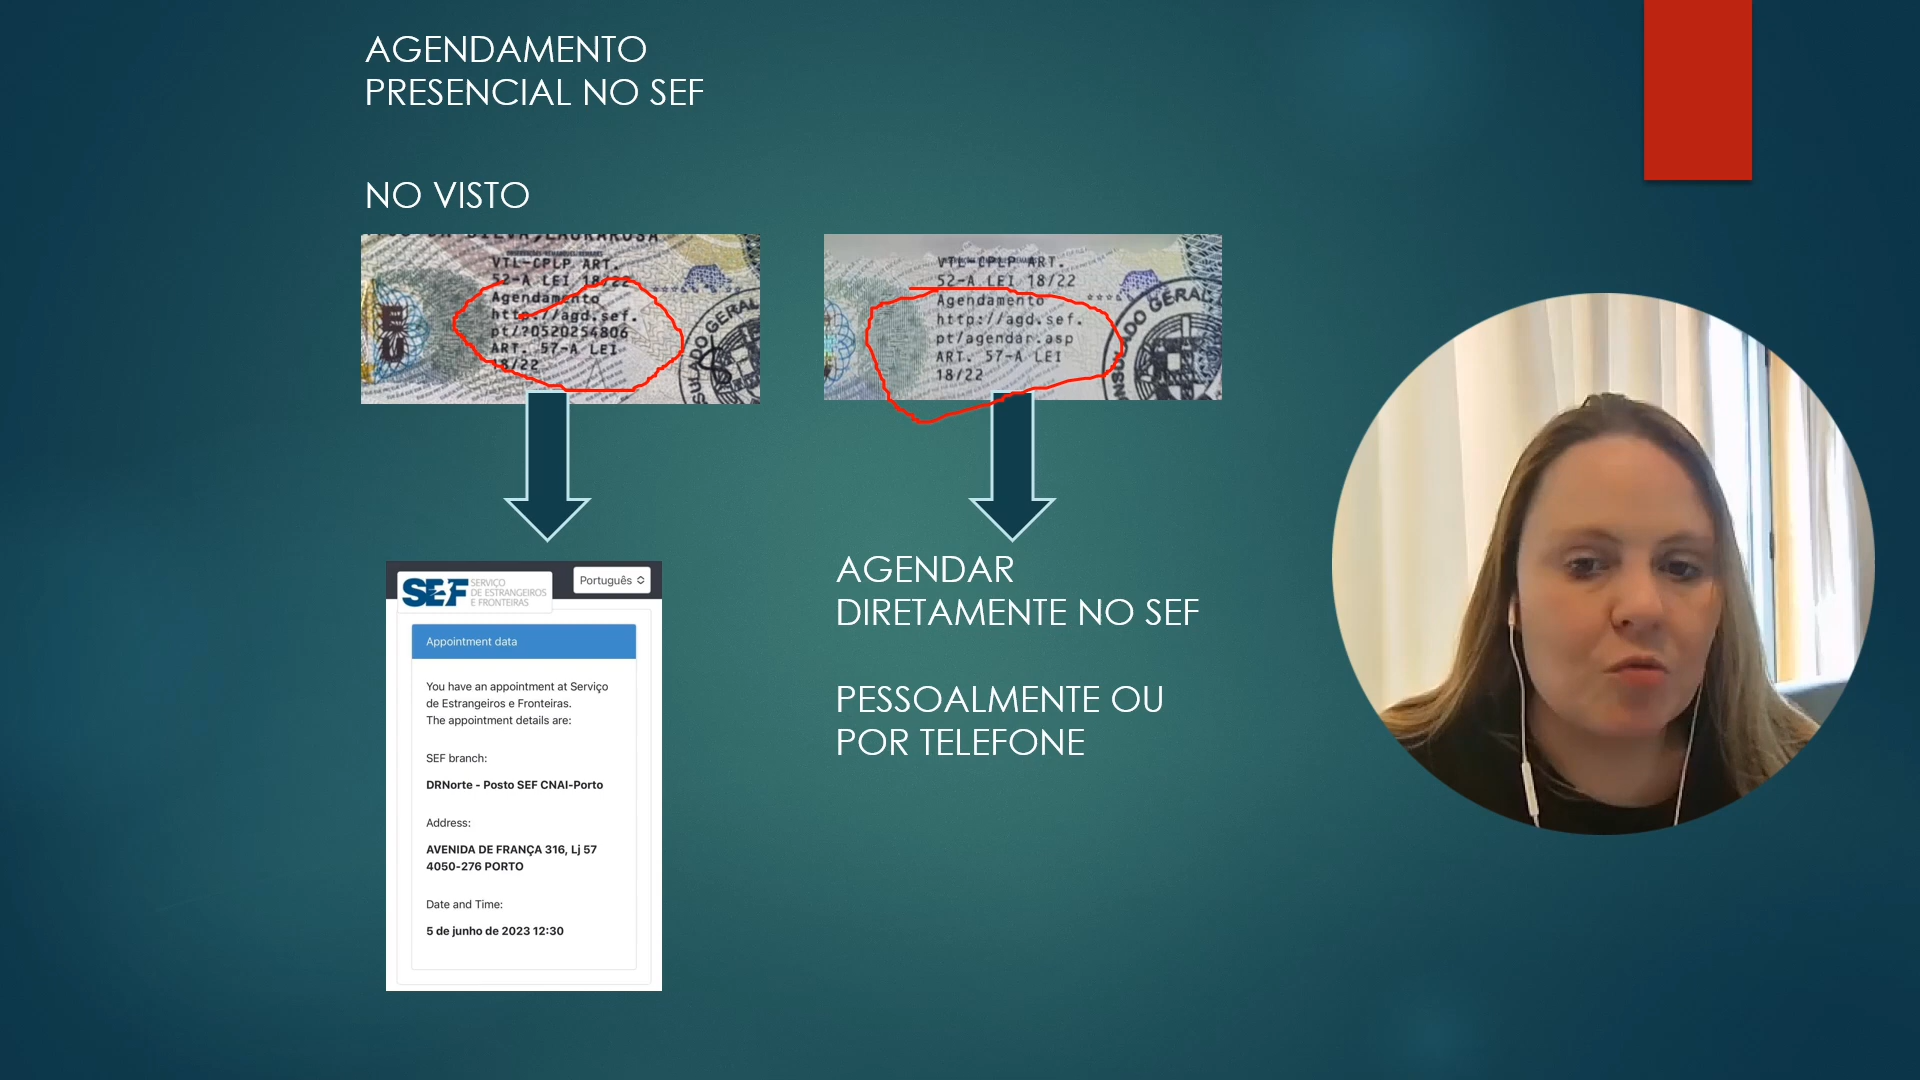 AGENDAMENTO
PRESENCIAL NO SEF
NO VISTO
VTL-CPLP ART.
52-A LEI 18/22
Agendamento
http://agd.sef.
pt/?0520254806
ART. 57-A LEI
18/22
GERAL
VTL-CPLP ART.
52-A LEI 18/22
Agendamento
http://agd.sef.
pt/agendar.asp
ART. 57-A LEI
18/22
GERAL
SEF SERVIÇO
DE ESTRANGEIROS
E FRONTEIRAS
Português
Appointment data
You have an appointment at Serviço
de Estrangeiros e Fronteiras.
The appointment details are:
SEF branch:
DRNorte - Posto SEF CNAI-Porto
Address:
AVENIDA DE FRANÇA 316, Lj 57
4050-276 PORTO
Date and Time:
5 de junho de 2023 12:30
AGENDAR
DIRETAMENTE NO SEF
PESSOALMENTE OU
POR TELEFONE